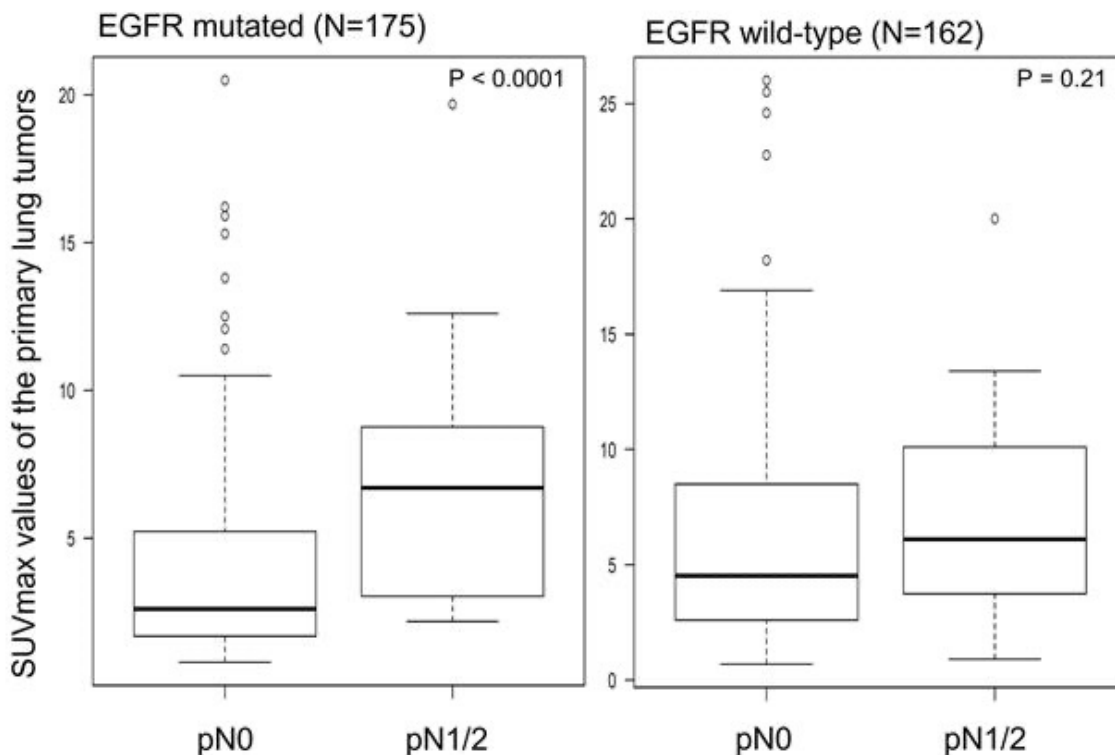 EGFR mutated (N=175)
P < 0.0001
SUVmax values of the primary lung tumors
20
15
10
5
pN0
pN1/2
EGFR wild-type (N=162)
P = 0.21
25
20
15
10
5
0
pN0
pN1/2